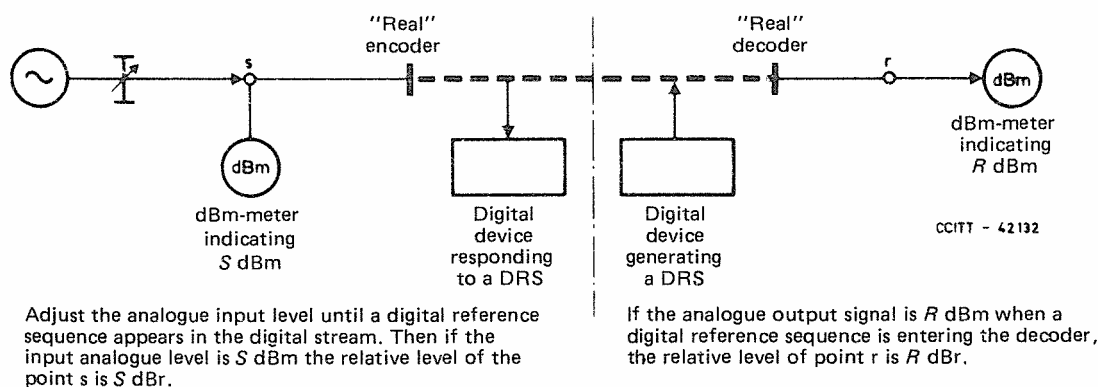 "Real"
encoder
"Real"
decoder
s
r
dBm
dBm
dBm-meter
indicating
R dBm
dBm-meter
indicating
S dBm
Digital
device
responding
to a DRS
Digital
device
generating
a DRS
CCITT - 42132
Adjust the analogue input level until a digital reference
sequence appears in the digital stream. Then if the
input analogue level is S dBm the relative level of the
point s is S dBr.
If the analogue output signal is R dBm when a
digital reference sequence is entering the decoder,
the relative level of point r is R dBr.